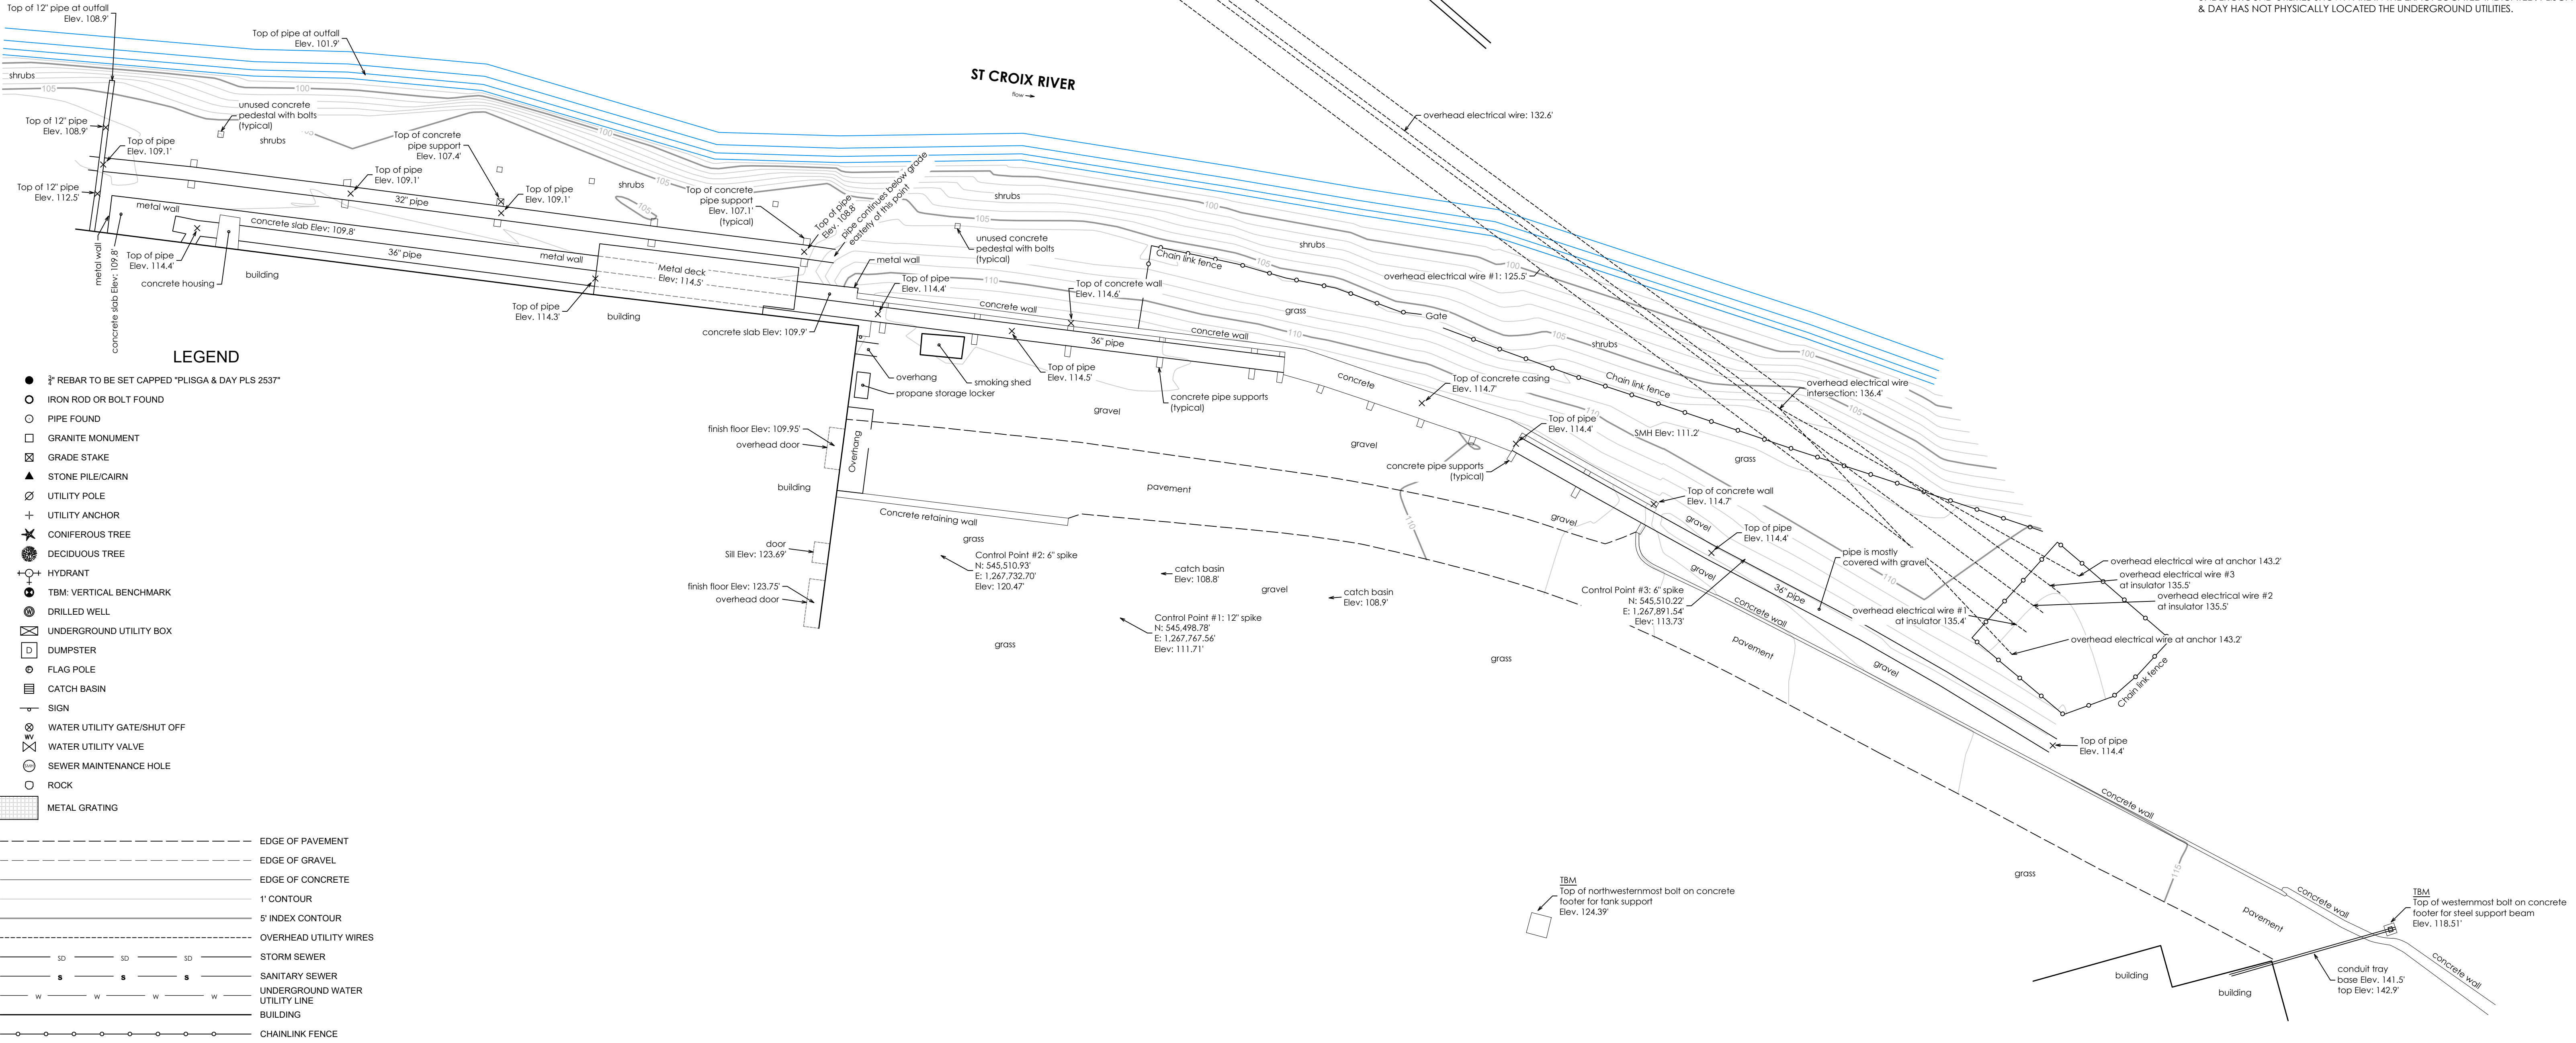 & DAY HAS NOT PHYSICALLY LOCATED THE UNDERGROUND UTILITIES.
Top of 12" pipe at outfall
Elev. 108.9'
Top of pipe at outfall
Elev. 101.9'
ST CROIX RIVER
flow
shrubs
105
100
unused concrete
pedestal with bolts
(typical)
shrubs
Top of 12" pipe
Elev. 108.9'
Top of pipe
Elev. 109.1'
Top of concrete
pipe support
Elev. 107.4'
100
Top of pipe
Elev. 109.1'
Top of 12" pipe
Elev. 112.5'
32" pipe
Top of pipe
Elev. 109.1'
shrubs
105
105
Top of concrete
pipe support
Elev. 107.1'
(typical)
Top of pipe
Elev. 108.8'
pipe continues below grade
easterly of this point
metal wall
concrete slab Elev: 109.8'
metal wall
concrete slab Elev: 109.8'
Top of pipe
Elev. 114.4'
concrete housing
building
36" pipe
metal wall
Metal deck
Elev: 114.5'
Top of pipe
Elev. 114.3'
building
concrete slab Elev: 109.9'
metal wall
Top of pipe
Elev. 114.4'
110
unused concrete
pedestal with bolts
(typical)
105
shrubs
100
shrubs
overhead electrical wire: 132.6'
overhead electrical wire #1: 125.5'
100
Chain link fence
105
grass
Gate
Top of concrete wall
Elev. 114.6'
concrete wall
concrete wall
110
36" pipe
105
shrubs
100
overhang
smoking shed
propane storage locker
Top of pipe
Elev. 114.5'
concrete pipe supports
(typical)
gravel
concrete
Top of concrete casing
Elev. 114.7'
Chain link fence
overhead electrical wire
intersection: 136.4'
105
110
Top of pipe
Elev. 114.4'
SMH Elev: 111.2'
grass
gravel
concrete pipe supports
(typical)
finish floor Elev: 109.95'
overhead door
Overhang
building
pavement
Concrete retaining wall
grass
door
Sill Elev: 123.69'
finish floor Elev: 123.75'
overhead door
Control Point #2: 6" spike
N: 545,510.93'
E: 1,267,732.70'
Elev: 120.47'
catch basin
Elev: 108.8'
gravel
catch basin
Elev: 108.9'
Control Point #1: 12" spike
N: 545,498.78'
E: 1,267,767.56'
Elev: 111.71'
grass
grass
110
gravel
Top of concrete wall
Elev. 114.7'
gravel
Top of pipe
Elev. 114.4'
pipe is mostly
covered with gravel
110
gravel
Control Point #3: 6" spike
N: 545,510.22'
E: 1,267,891.54'
Elev: 113.73'
36" pipe
concrete wall
pavement
gravel
overhead electrical wire at anchor 143.2'
overhead electrical wire #3
at insulator 135.5'
overhead electrical wire #2
at insulator 135.5'
overhead electrical wire #1
at insulator 135.4'
overhead electrical wire at anchor 143.2'
Chain link fence
Top of pipe
Elev. 114.4'
concrete wall
grass
115
TBM
Top of northwesternmost bolt on concrete
footer for tank support
Elev. 124.39'
concrete wall
pavement
TBM
Top of westernmost bolt on concrete
footer for steel support beam
Elev. 118.51'
concrete wall
conduit tray
base Elev. 141.5'
top Elev: 142.9'
building
building
LEGEND
¾" REBAR TO BE SET CAPPED "PLISGA & DAY PLS 2537"
IRON ROD OR BOLT FOUND
PIPE FOUND
GRANITE MONUMENT
GRADE STAKE
STONE PILE/CAIRN
UTILITY POLE
UTILITY ANCHOR
CONIFEROUS TREE
DECIDUOUS TREE
HYDRANT
TBM: VERTICAL BENCHMARK
W DRILLED WELL
UNDERGROUND UTILITY BOX
D DUMPSTER
FLAG POLE
CATCH BASIN
SIGN
WATER UTILITY GATE/SHUT OFF
WV
WATER UTILITY VALVE
SMH SEWER MAINTENANCE HOLE
ROCK
METAL GRATING
EDGE OF PAVEMENT
EDGE OF GRAVEL
EDGE OF CONCRETE
1' CONTOUR
5' INDEX CONTOUR
OVERHEAD UTILITY WIRES
SD SD SD STORM SEWER
S S S SANITARY SEWER
W W W W UNDERGROUND WATER
UTILITY LINE
BUILDING
CHAINLINK FENCE